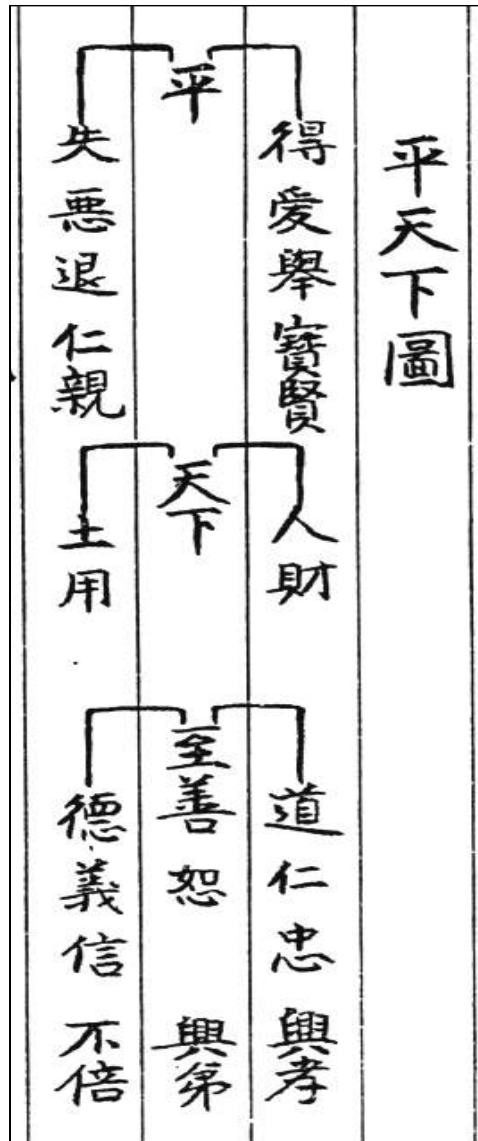 平天下圖
平
得愛舉寶賢
失惡退仁親
天下
人財
土用
至善恕 興弟
道仁忠 興孝
德義信 不倍